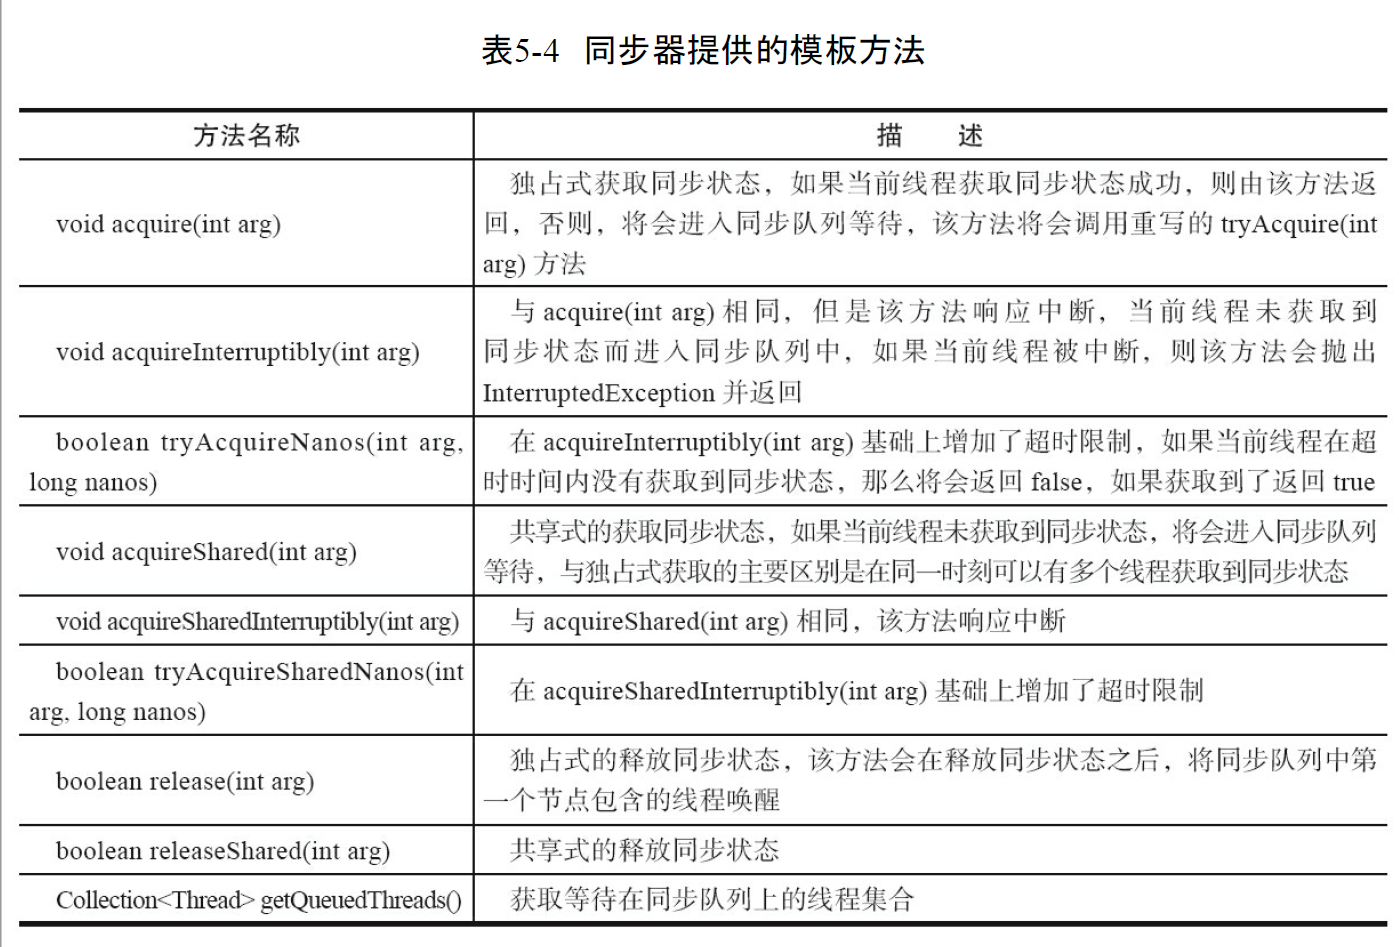 表5-4 同步器提供的模板方法
方法名称
描 述
void acquire(int arg)
独占式获取同步状态，如果当前线程获取同步状态成功，则由该方法返
回，否则，将会进入同步队列等待，该方法将会调用重写的 tryAcquire(int
arg) 方法
void acquireInterruptibly(int arg)
与 acquire(int arg) 相同，但是该方法响应中断，当前线程未获取到
同步状态而进入同步队列中，如果当前线程被中断，则该方法会抛出
InterruptedException 并返回
boolean tryAcquireNanos(int arg,
long nanos)
在 acquireInterruptibly(int arg) 基础上增加了超时限制，如果当前线程在超
时时间内没有获取到同步状态，那么将会返回 false，如果获取到了返回 true
void acquireShared(int arg)
共享式的获取同步状态，如果当前线程未获取到同步状态，将会进入同步队列
等待，与独占式获取的主要区别是在同一时刻可以有多个线程获取到同步状态
void acquireSharedInterruptibly(int arg)
与 acquireShared(int arg) 相同，该方法响应中断
boolean tryAcquireSharedNanos(int
arg, long nanos)
在 acquireSharedInterruptibly(int arg) 基础上增加了超时限制
boolean release(int arg)
独占式的释放同步状态，该方法会在释放同步状态之后，将同步队列中第
一个节点包含的线程唤醒
boolean releaseShared(int arg)
共享式的释放同步状态
Collection<Thread> getQueuedThreads()
获取等待在同步队列上的线程集合